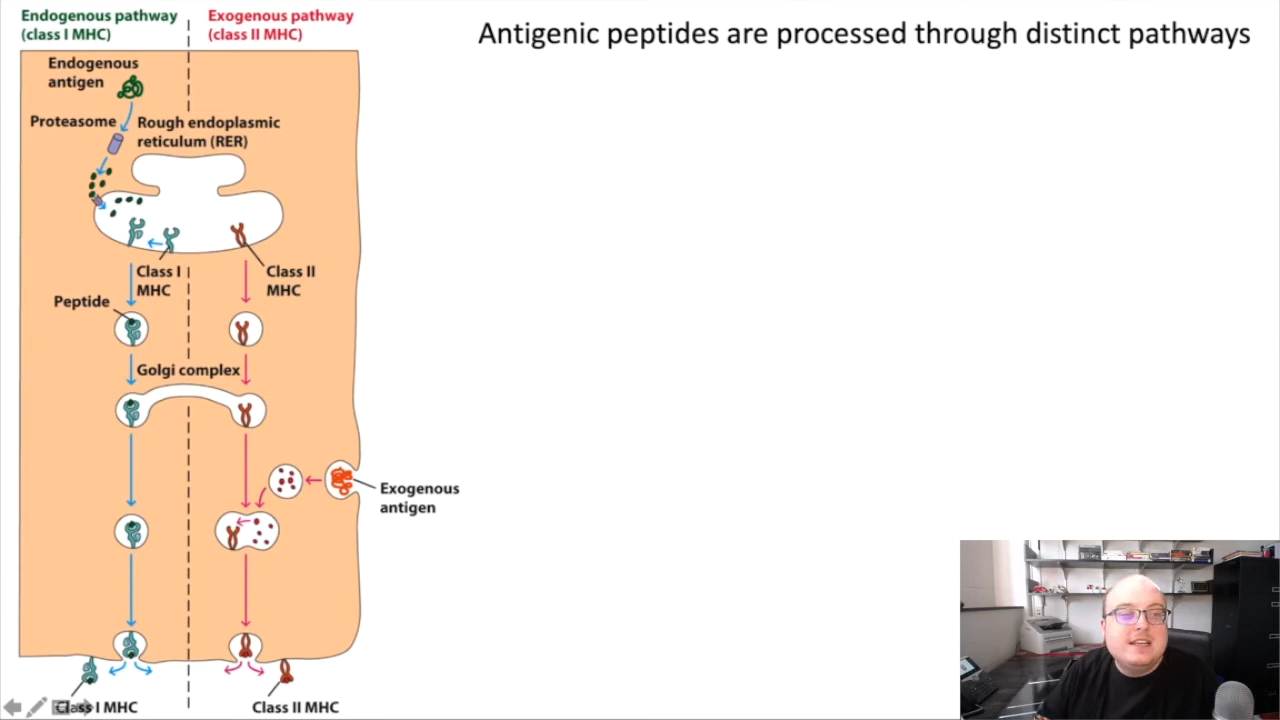 Endogenous pathway
(class I MHC)
Exogenous pathway
(class II MHC)
Antigenic peptides are processed through distinct pathways
Endogenous
antigen
Proteasome
Rough endoplasmic
reticulum (RER)
Class I
MHC
Class II
MHC
Peptide
Golgi complex
Exogenous
antigen
Class I MHC
Class II MHC